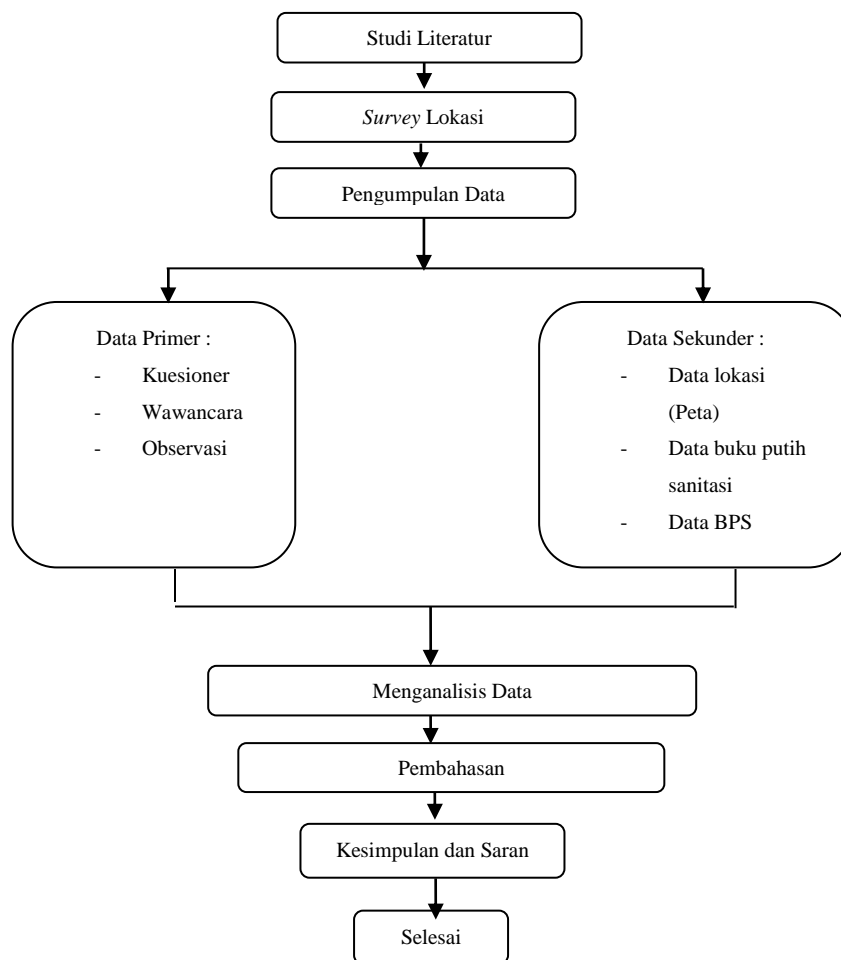 Studi Literatur
Survey Lokasi
Pengumpulan Data
Data Primer :
- Kuesioner
- Wawancara
- Observasi
Data Sekunder :
- Data lokasi
(Peta)
- Data buku putih
sanitasi
- Data BPS
Menganalisis Data
Pembahasan
Kesimpulan dan Saran
Selesai